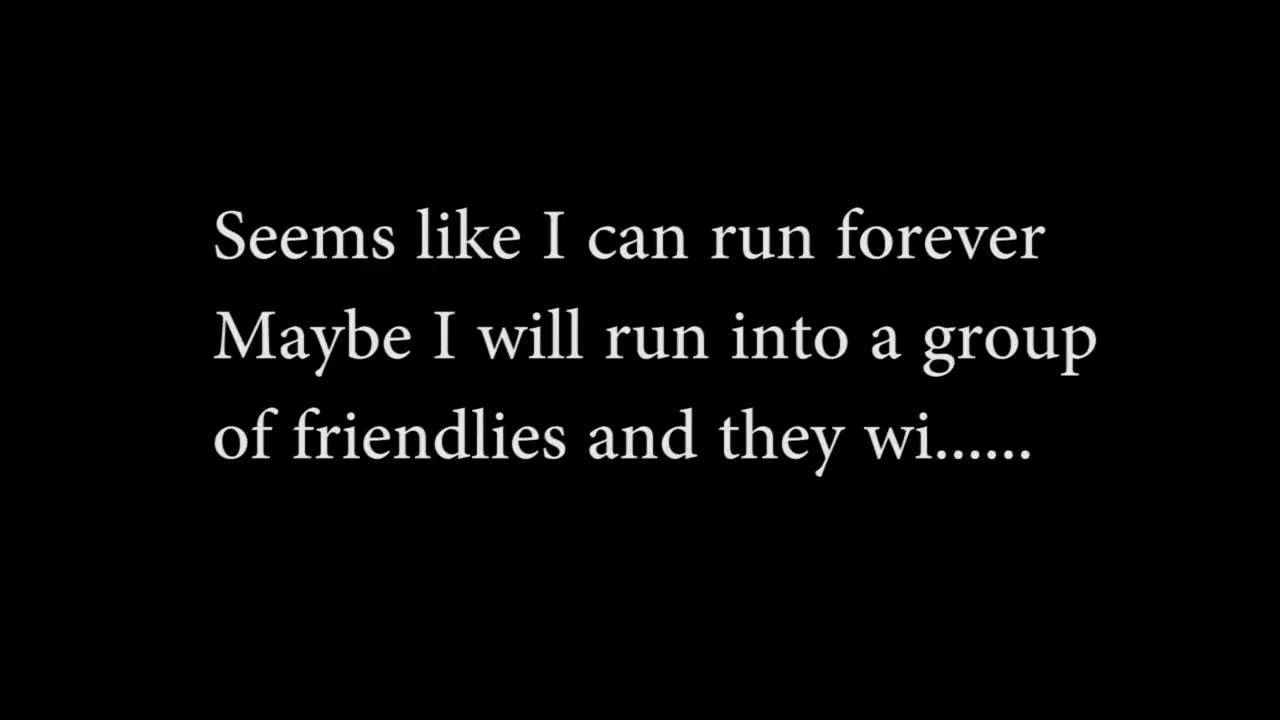 Seems like I can run forever
Maybe I will run into a group
of friendlies and they wi......